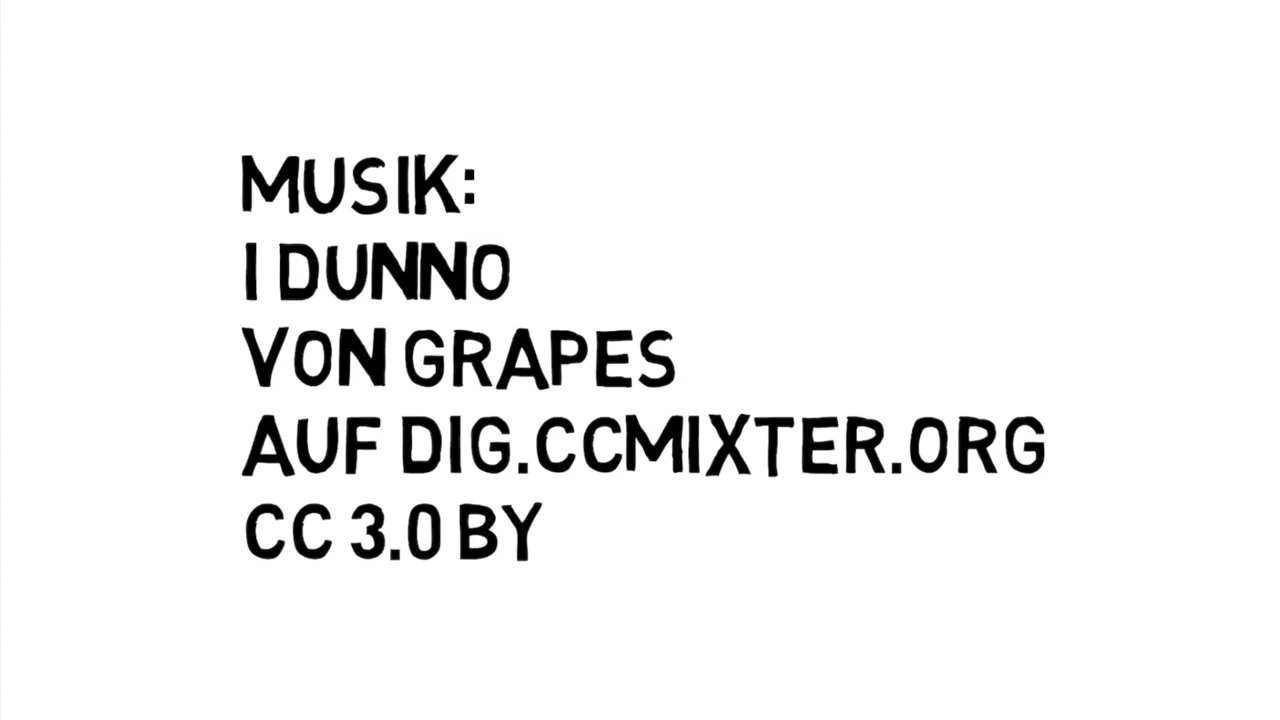 MUSIK:
I DUNNO
VON GRAPES
AUF DIG.CCMIXTER.ORG
CC 3.0 BY